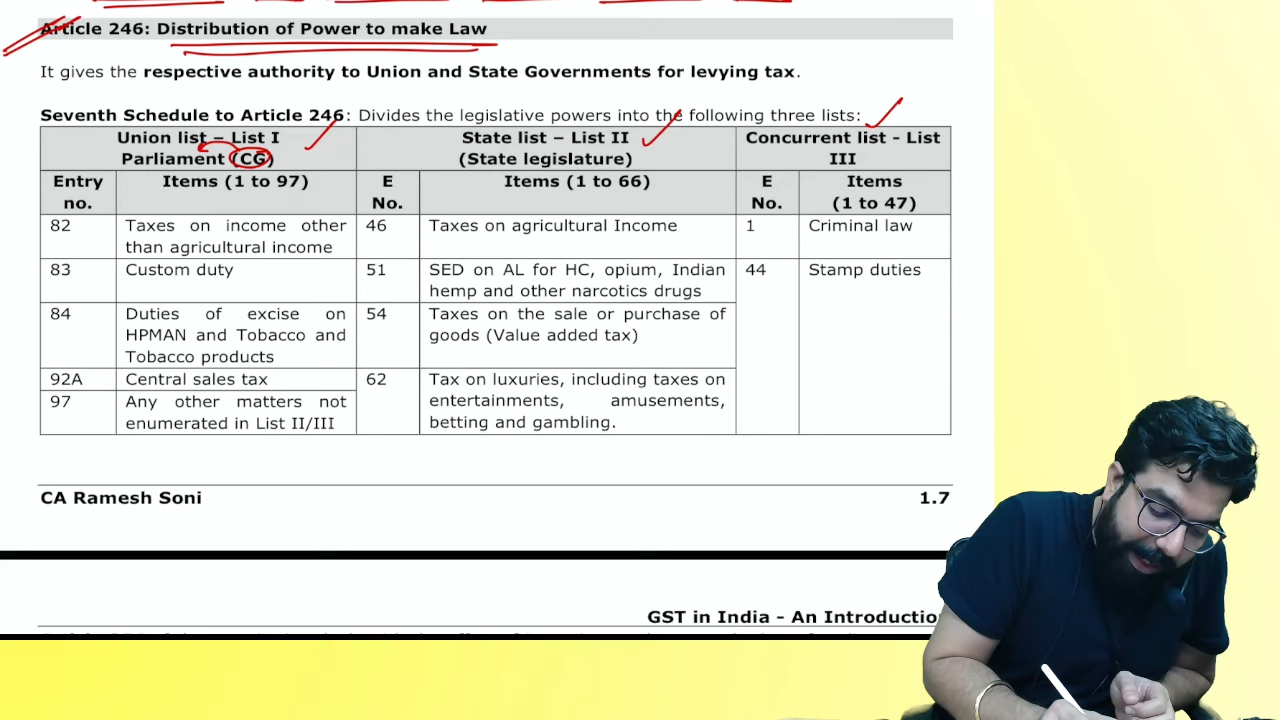 Article 246: Distribution of Power to make Law
It gives the respective authority to Union and State Governments for levying tax.
Seventh Schedule to Article 246: Divides the legislative powers into the following three lists:
Union list – List I
Parliament (CG)
State list – List II
(State legislature)
Concurrent list - List
III
Entry
no.
Items (1 to 97)
E
No.
Items (1 to 66)
E
No.
Items
(1 to 47)
82
Taxes on income other
than agricultural income
46
Taxes on agricultural Income
1
Criminal law
83
Custom duty
51
SED on AL for HC, opium, Indian
hemp and other narcotics drugs
44
Stamp duties
84
Duties of excise on
HPMAN and Tobacco and
Tobacco products
54
Taxes on the sale or purchase of
goods (Value added tax)
92A
Central sales tax
62
Tax on luxuries, including taxes on
entertainments, amusements,
betting and gambling.
97
Any other matters not
enumerated in List II/III
CA Ramesh Soni
1.7
GST in India - An Introductio